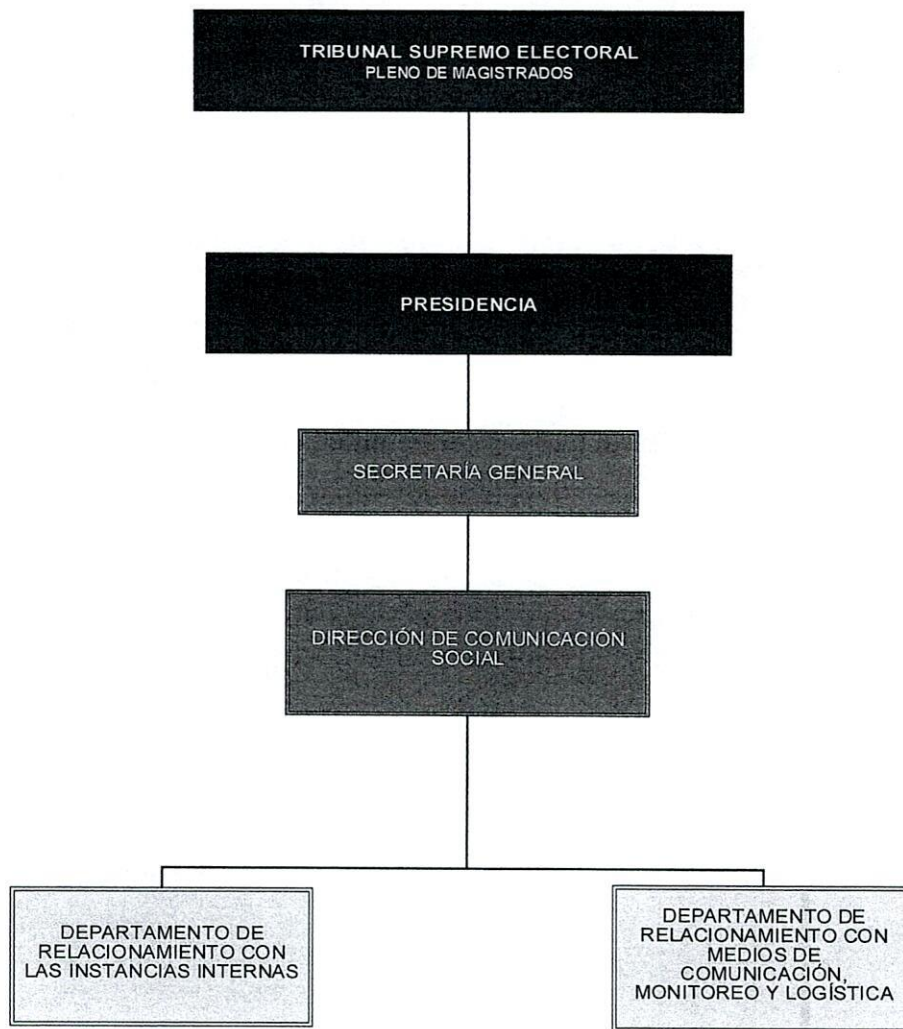 TRIBUNAL SUPREMO ELECTORAL
PLENO DE MAGISTRADOS
PRESIDENCIA
SECRETARÍA GENERAL
DIRECCIÓN DE COMUNICACIÓN
SOCIAL
DEPARTAMENTO DE
RELACIONAMIENTO CON
LAS INSTANCIAS INTERNAS
DEPARTAMENTO DE
RELACIONAMIENTO CON
MEDIOS DE
COMUNICACIÓN,
MONITOREO Y LOGÍSTICA